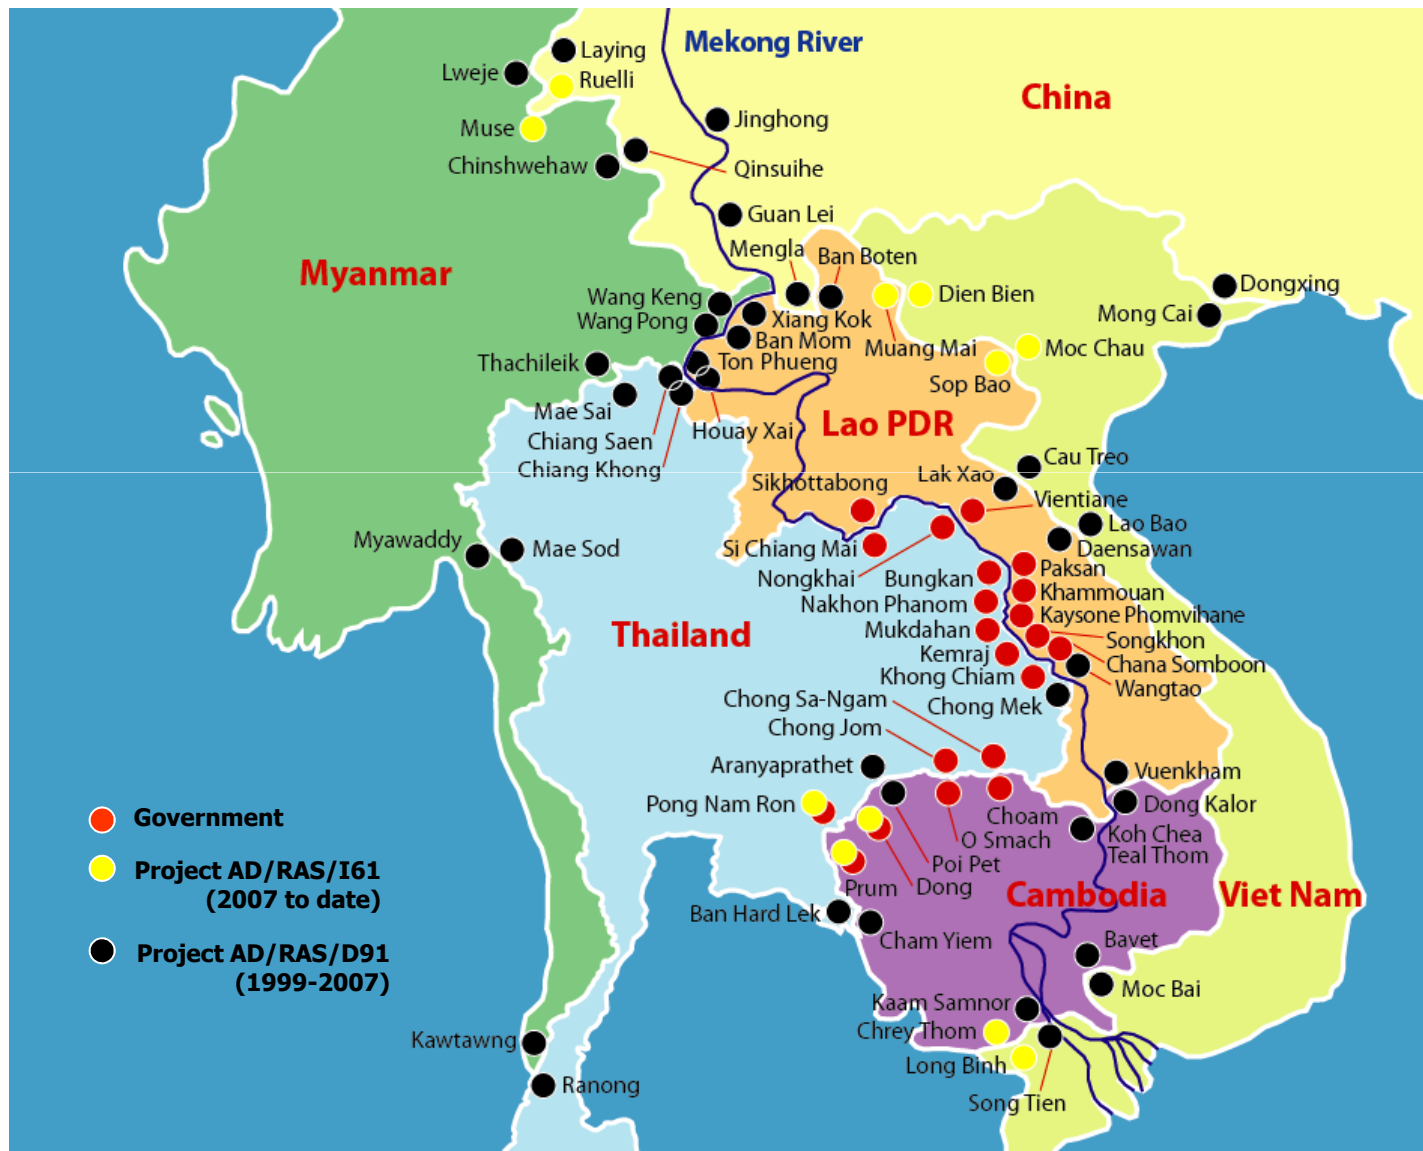 Mekong River
Laying
Lweje
Ruelli
China
Muse
Jinghong
Chinshwehaw
Qinsuihe
Guan Lei
Mengla
Ban Boten
Myanmar
Dongxing
Wang Keng
Dien Bien
Mong Cai
Wang Pong
Xiang Kok
Ban Mom
Muang Mai
Moc Chau
Thachileik
Ton Phueng
Sop Bao
Mae Sai
Lao PDR
Chiang Saen
Houay Xai
Chiang Khong
Cau Treo
Lak Xao
Sikhottabong
Vientiane
Lao Bao
Myawaddy
Mae Sod
Si Chiang Mai
Daensawan
Nongkhai
Bungkan
Paksan
Khammouan
Nakhon Phanom
Kaysone Phomvihane
Thailand
Mukdahan
Songkhon
Kemraj
Chana Somboon
Khong Chiam
Wangtao
Chong Sa-Ngam
Chong Mek
Chong Jom
Aranyaprathet
Vuenkham
Pong Nam Ron
Dong Kalor
Government
Choam
O Smach
Koh Chea
Teal Thom
Poi Pet
Project AD/RAS/I61
(2007 to date)
Prum
Dong
Cambodia
Viet Nam
Ban Hard Lek
Cham Yiem
Bavet
Project AD/RAS/D91
(1999-2007)
Moc Bai
Kaam Samnor
Chrey Thom
Kawtawng
Long Binh
Ranong
Song Tien